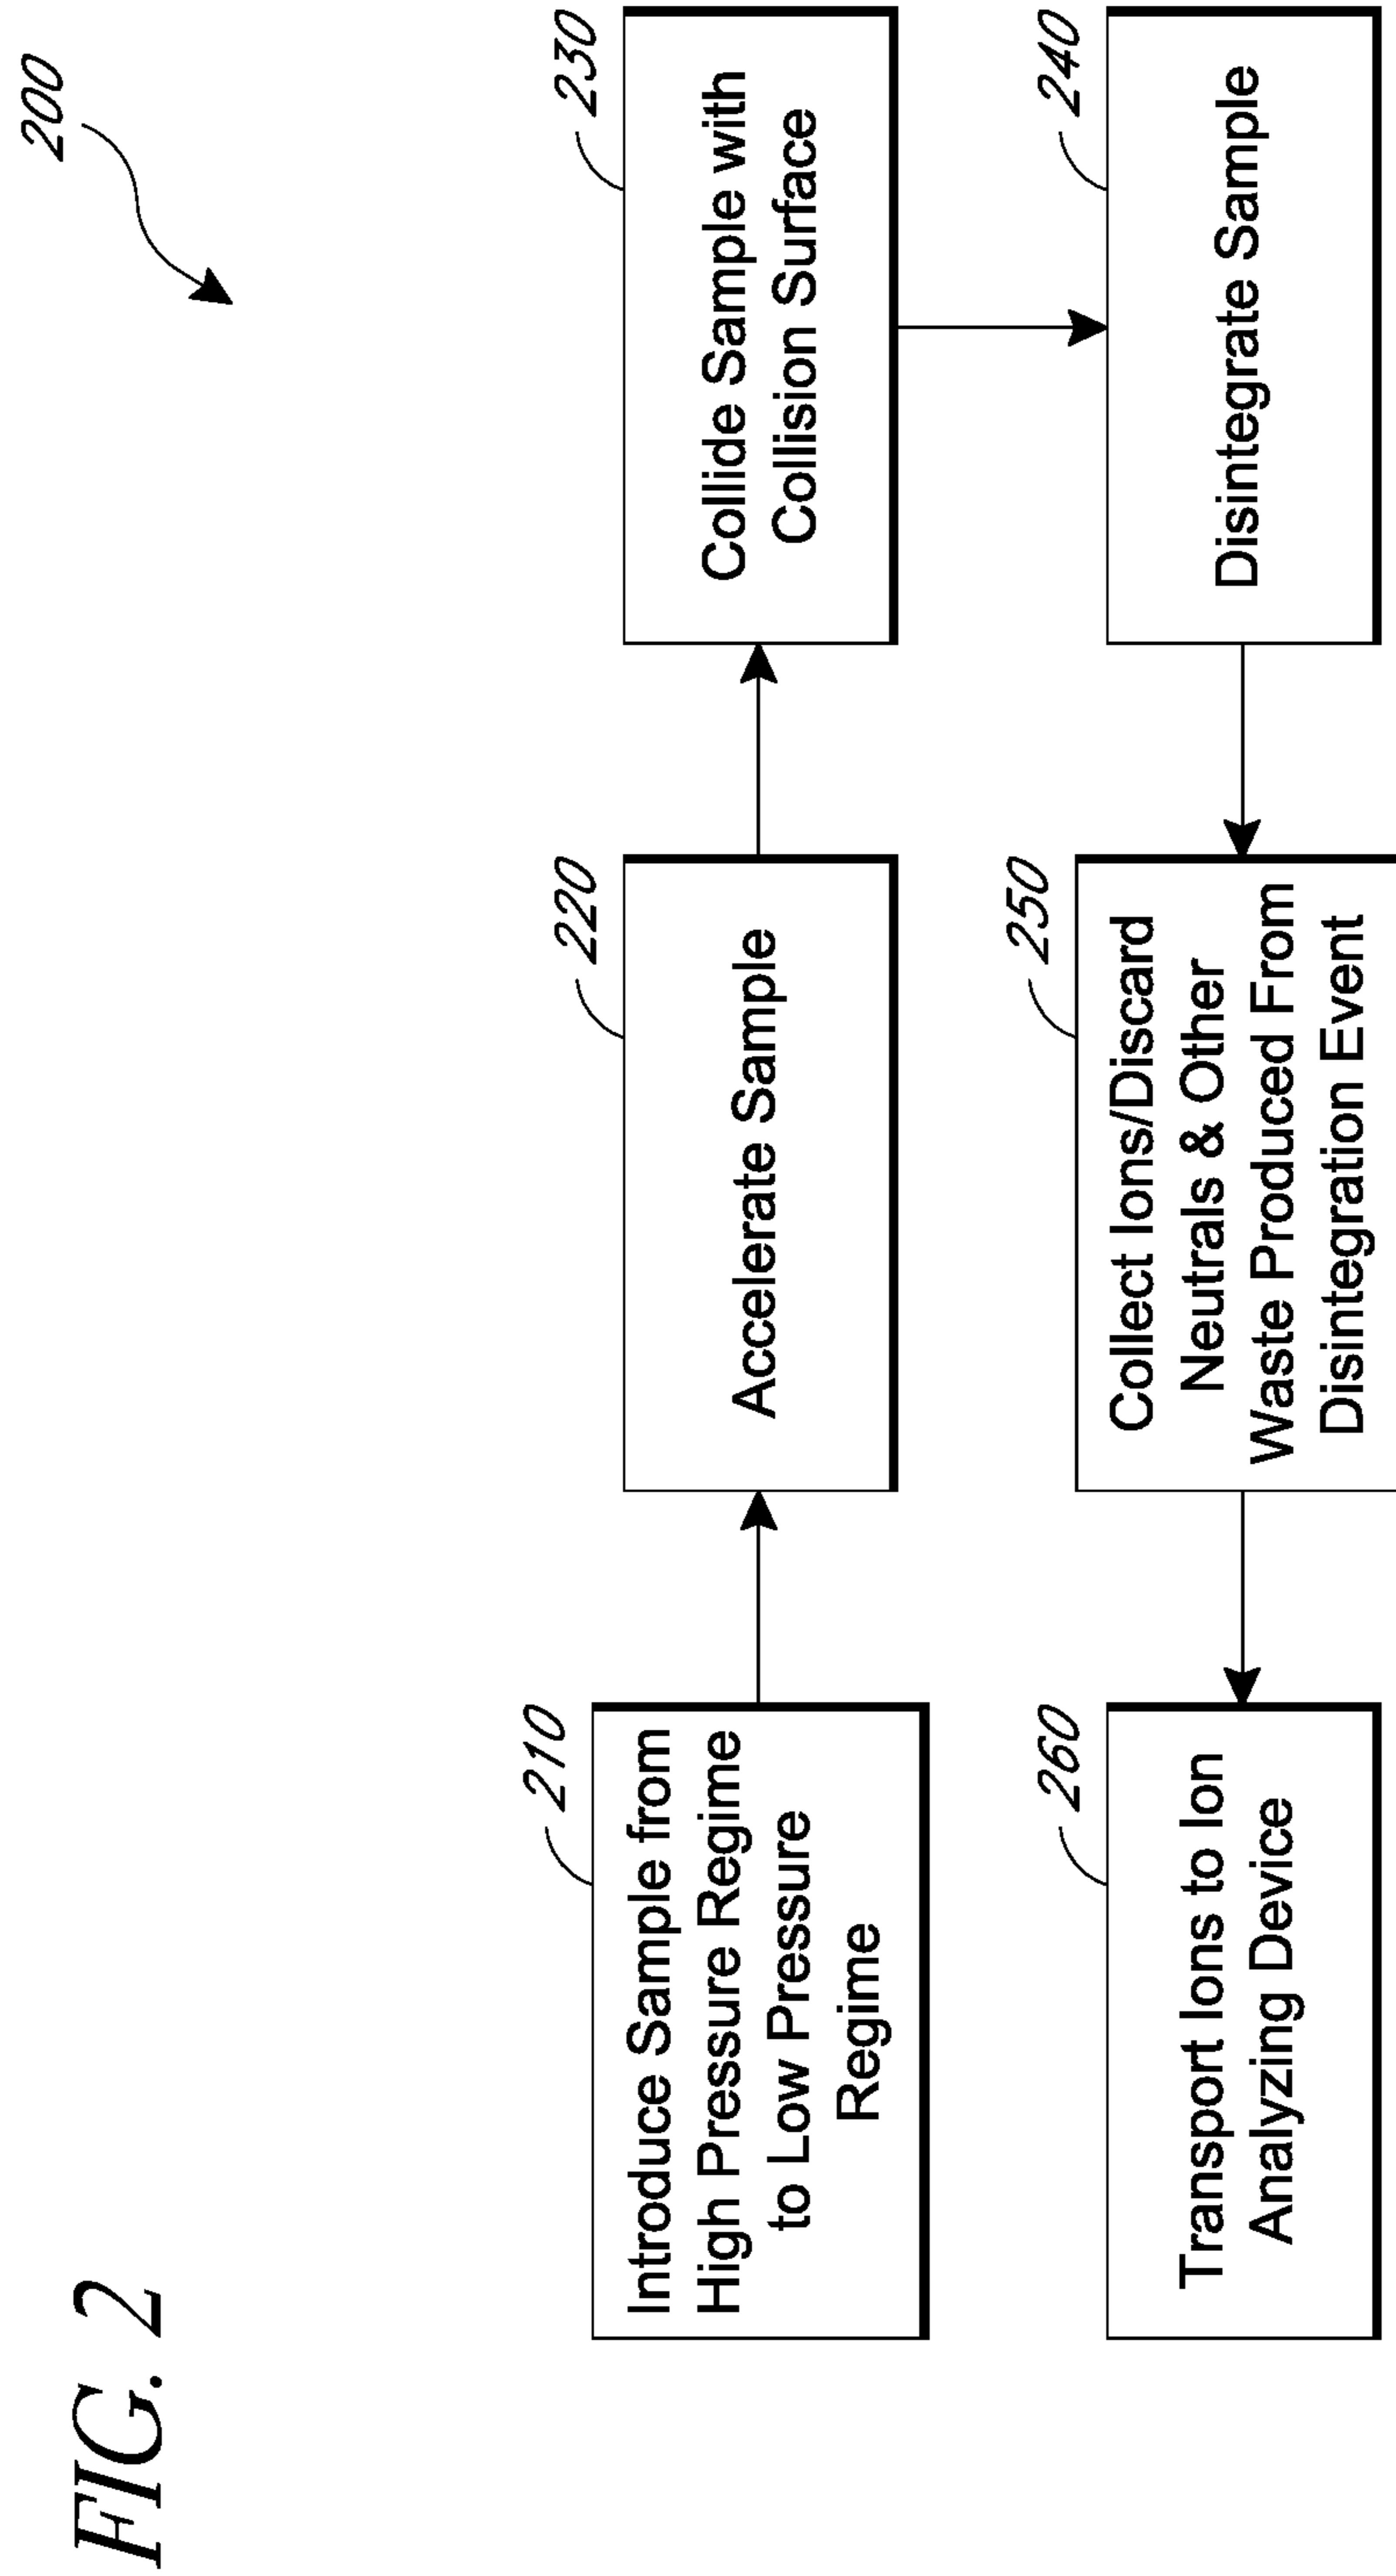 FIG. 2
200
210
Introduce Sample from
High Pressure Regime
to Low Pressure
Regime
220
Accelerate Sample
230
Collide Sample with
Collision Surface
240
Disintegrate Sample
250
Collect Ions/Discard
Neutrals & Other
Waste Produced From
Disintegration Event
260
Transport Ions to Ion
Analyzing Device